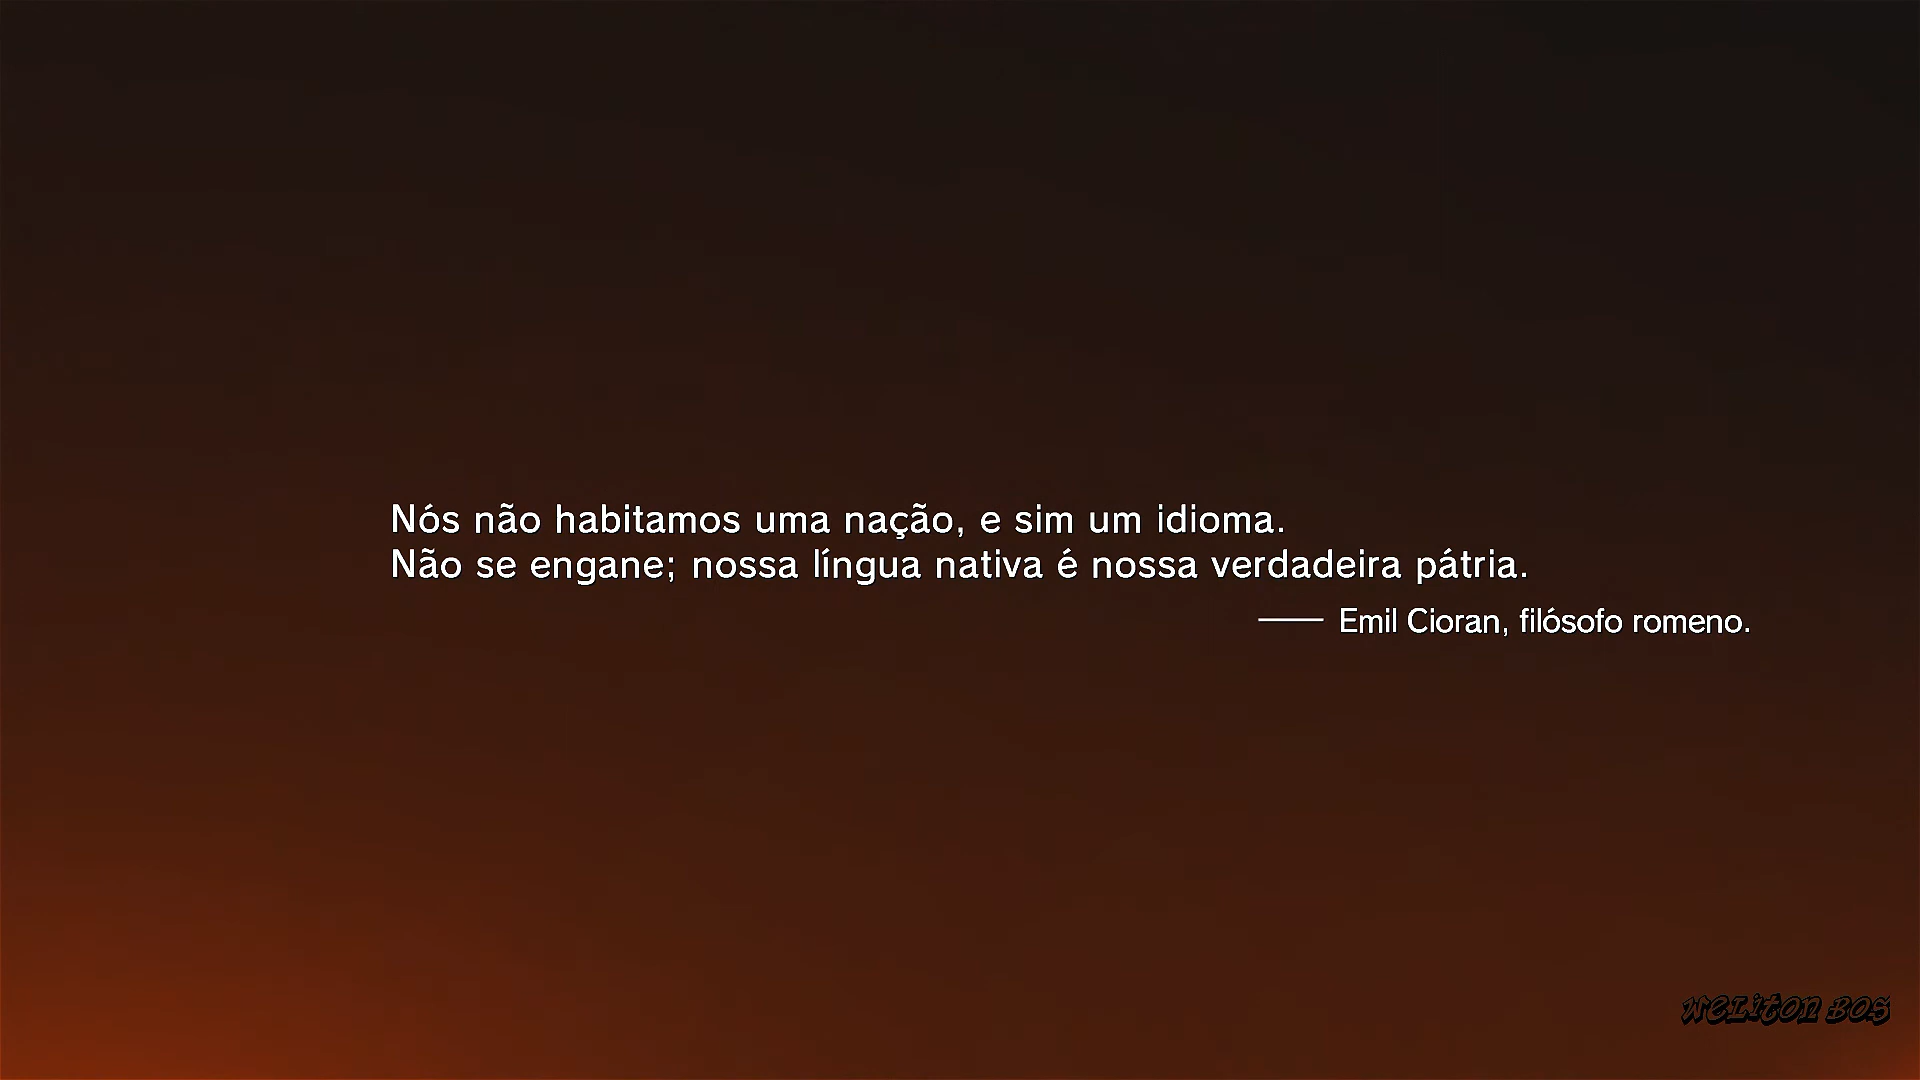 Nós não habitamos uma nação, e sim um idioma.
Não se engane; nossa língua nativa é nossa verdadeira pátria.
—— Emil Cioran, filósofo romeno.
WeLiton BOS